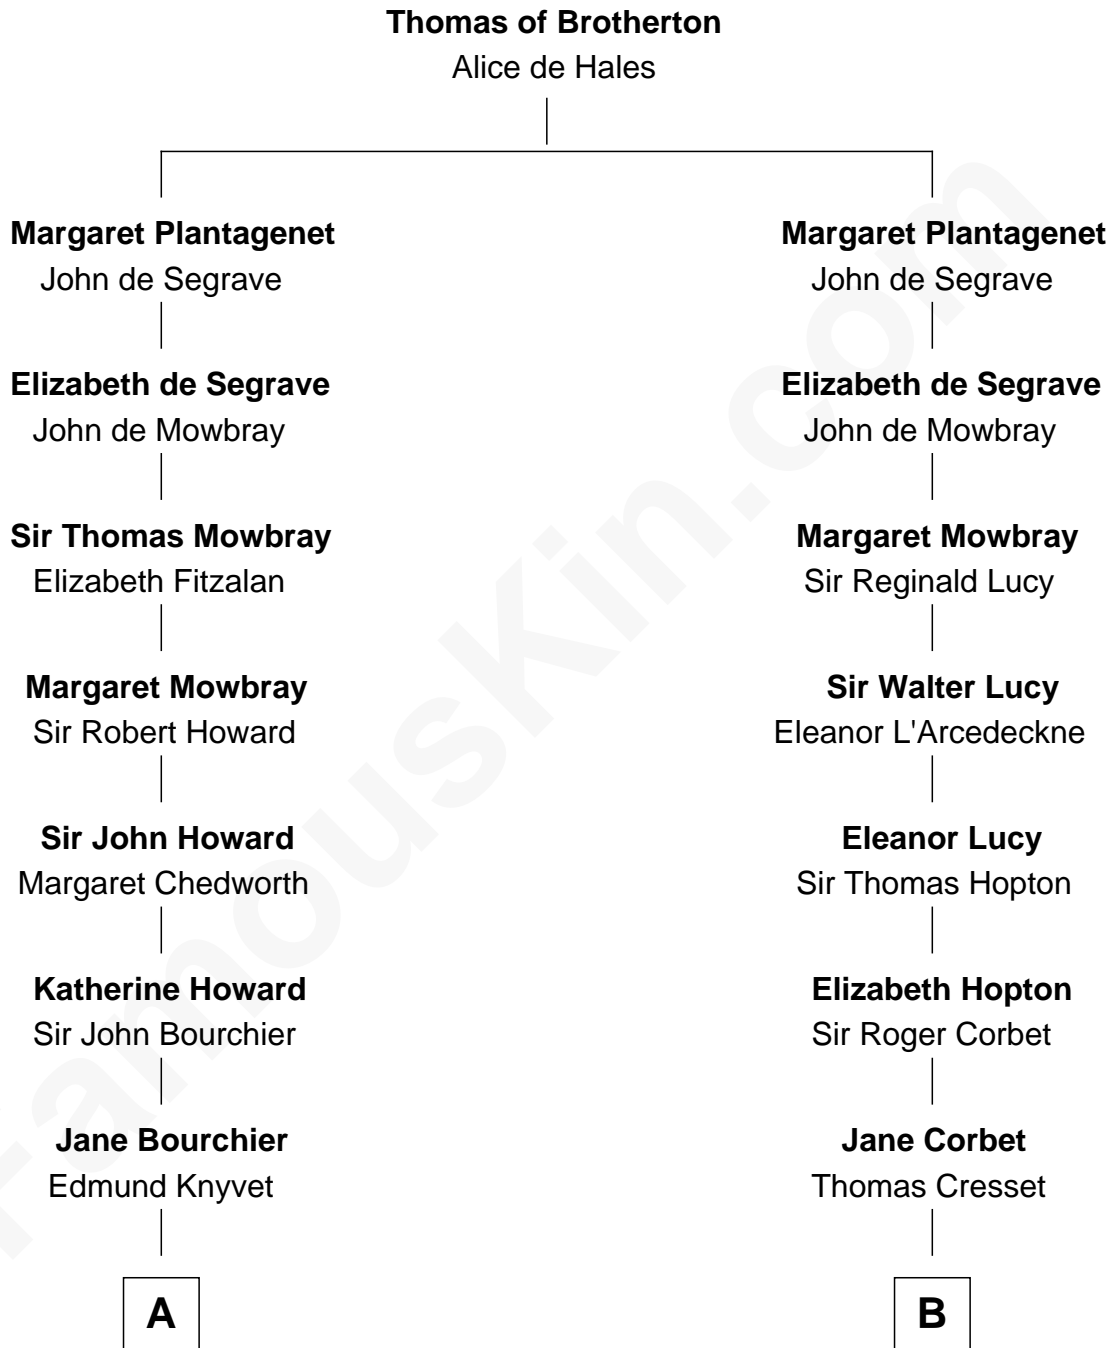 Thomas of Brotherton
Alice de Hales
Margaret Plantagenet
John de Segrave
Elizabeth de Segrave
John de Mowbray
Sir Thomas Mowbray
Elizabeth Fitzalan
Margaret Mowbray
Sir Robert Howard
Sir John Howard
Margaret Chedworth
Katherine Howard
Sir John Bourchier
Jane Bourchier
Edmund Knyvet
A
Margaret Plantagenet
John de Segrave
Elizabeth de Segrave
John de Mowbray
Margaret Mowbray
Sir Reginald Lucy
Sir Walter Lucy
Eleanor L'Arcedeckne
Eleanor Lucy
Sir Thomas Hopton
Elizabeth Hopton
Sir Roger Corbet
Jane Corbet
Thomas Cresset
B
FamousKin.com